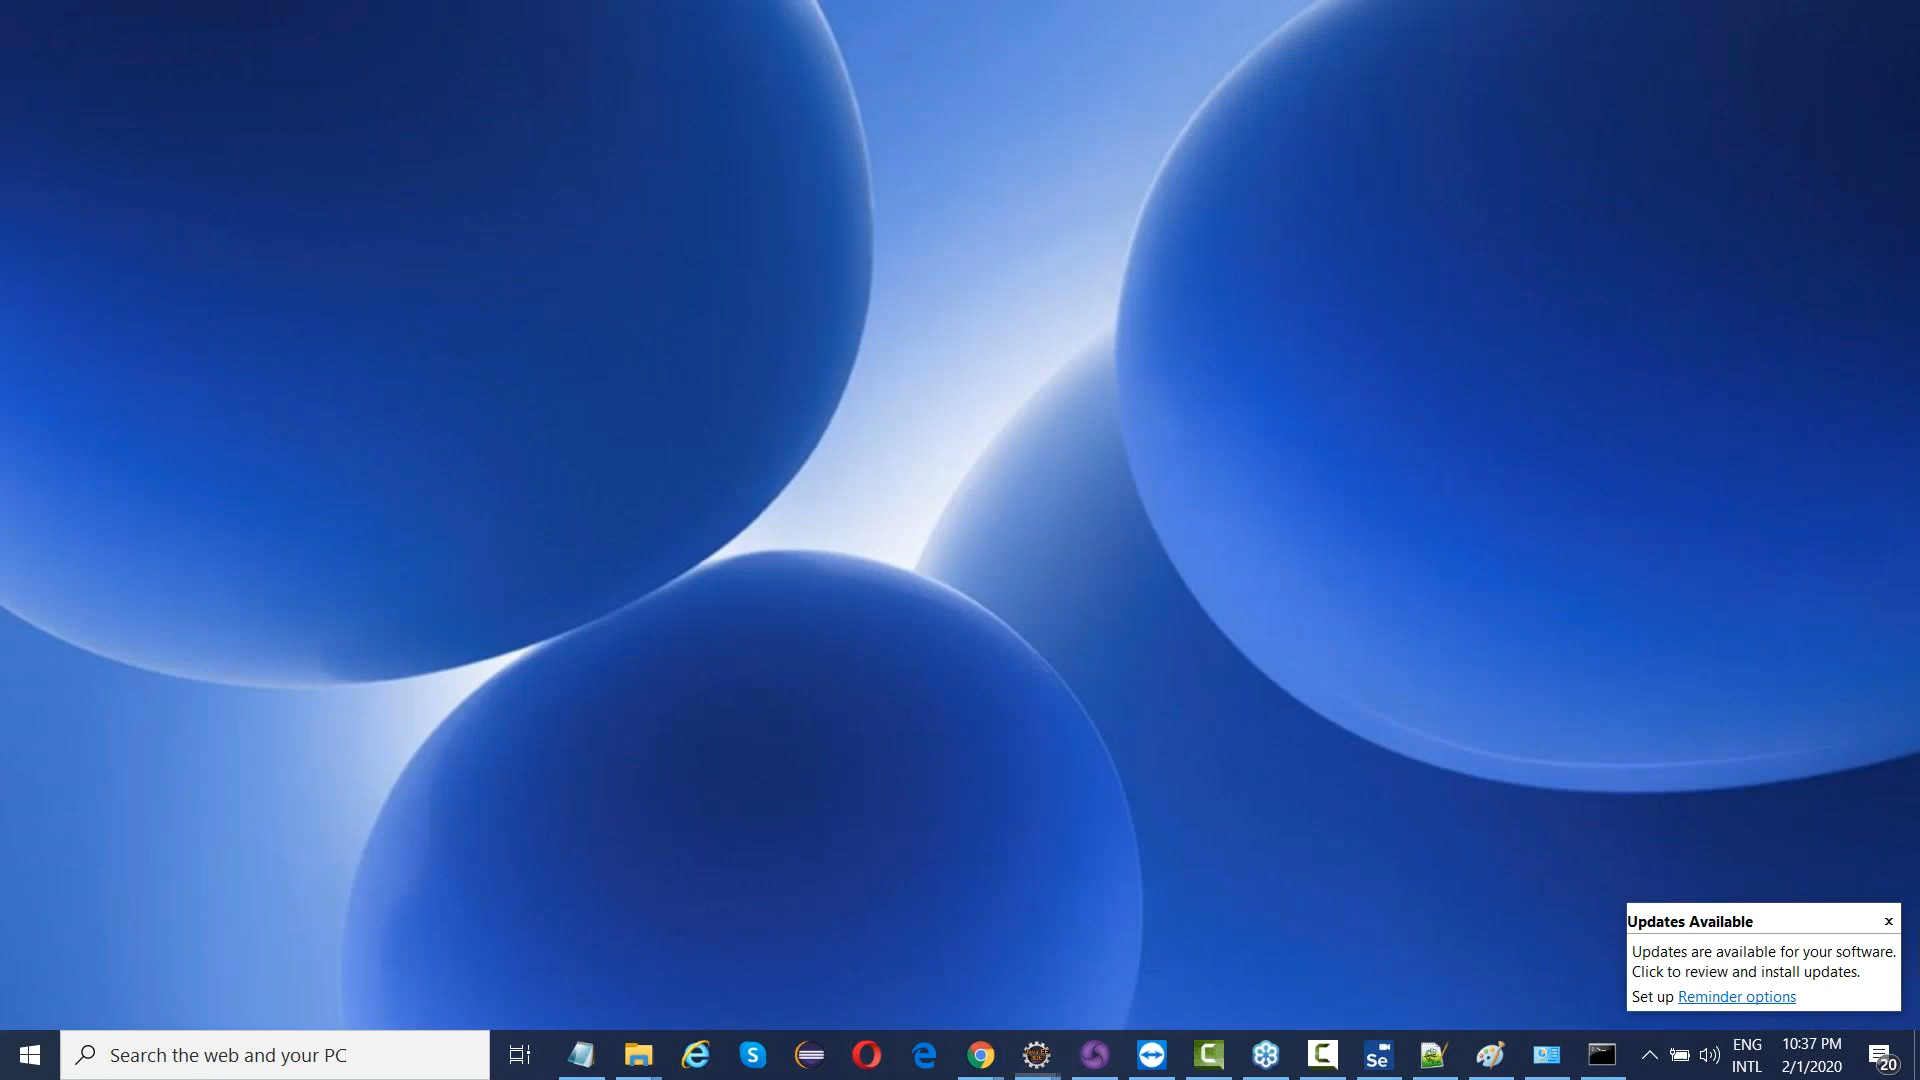 Updates Available x
Updates are available for your software.
Click to review and install updates.
Set up Reminder options
Search the web and your PC
S
Se
ENG
INTL
10:37 PM
2/1/2020
20